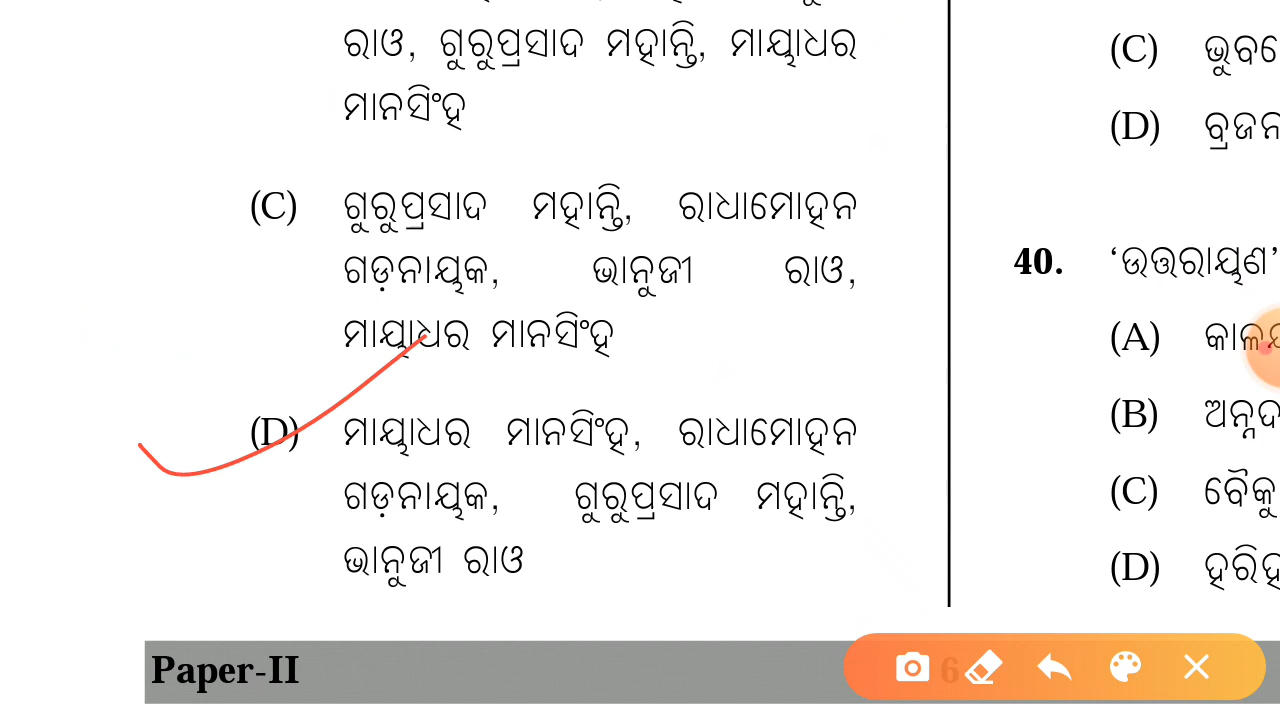 ରାଓ, ଗୁରୁପ୍ରସାଦ ମହାନ୍ତି, ମାୟାଧର
ମାନସିଂହ
(C) ଗୁରୁପ୍ରସାଦ ମହାନ୍ତି, ରାଧାମୋହନ
ଗଡ଼ନାୟକ, ଭାନୁଜୀ ରାଓ,
ମାୟାଧର ମାନସିଂହ
(D) ମାୟାଧର ମାନସିଂହ, ରାଧାମୋହନ
ଗଡ଼ନାୟକ, ଗୁରୁପ୍ରସାଦ ମହାନ୍ତି,
ଭାନୁଜୀ ରାଓ
(C)
(D)
40. ‘ଉତ୍ତରାୟଣ’
(A)
(B)
(C)
(D)
Paper-II 6